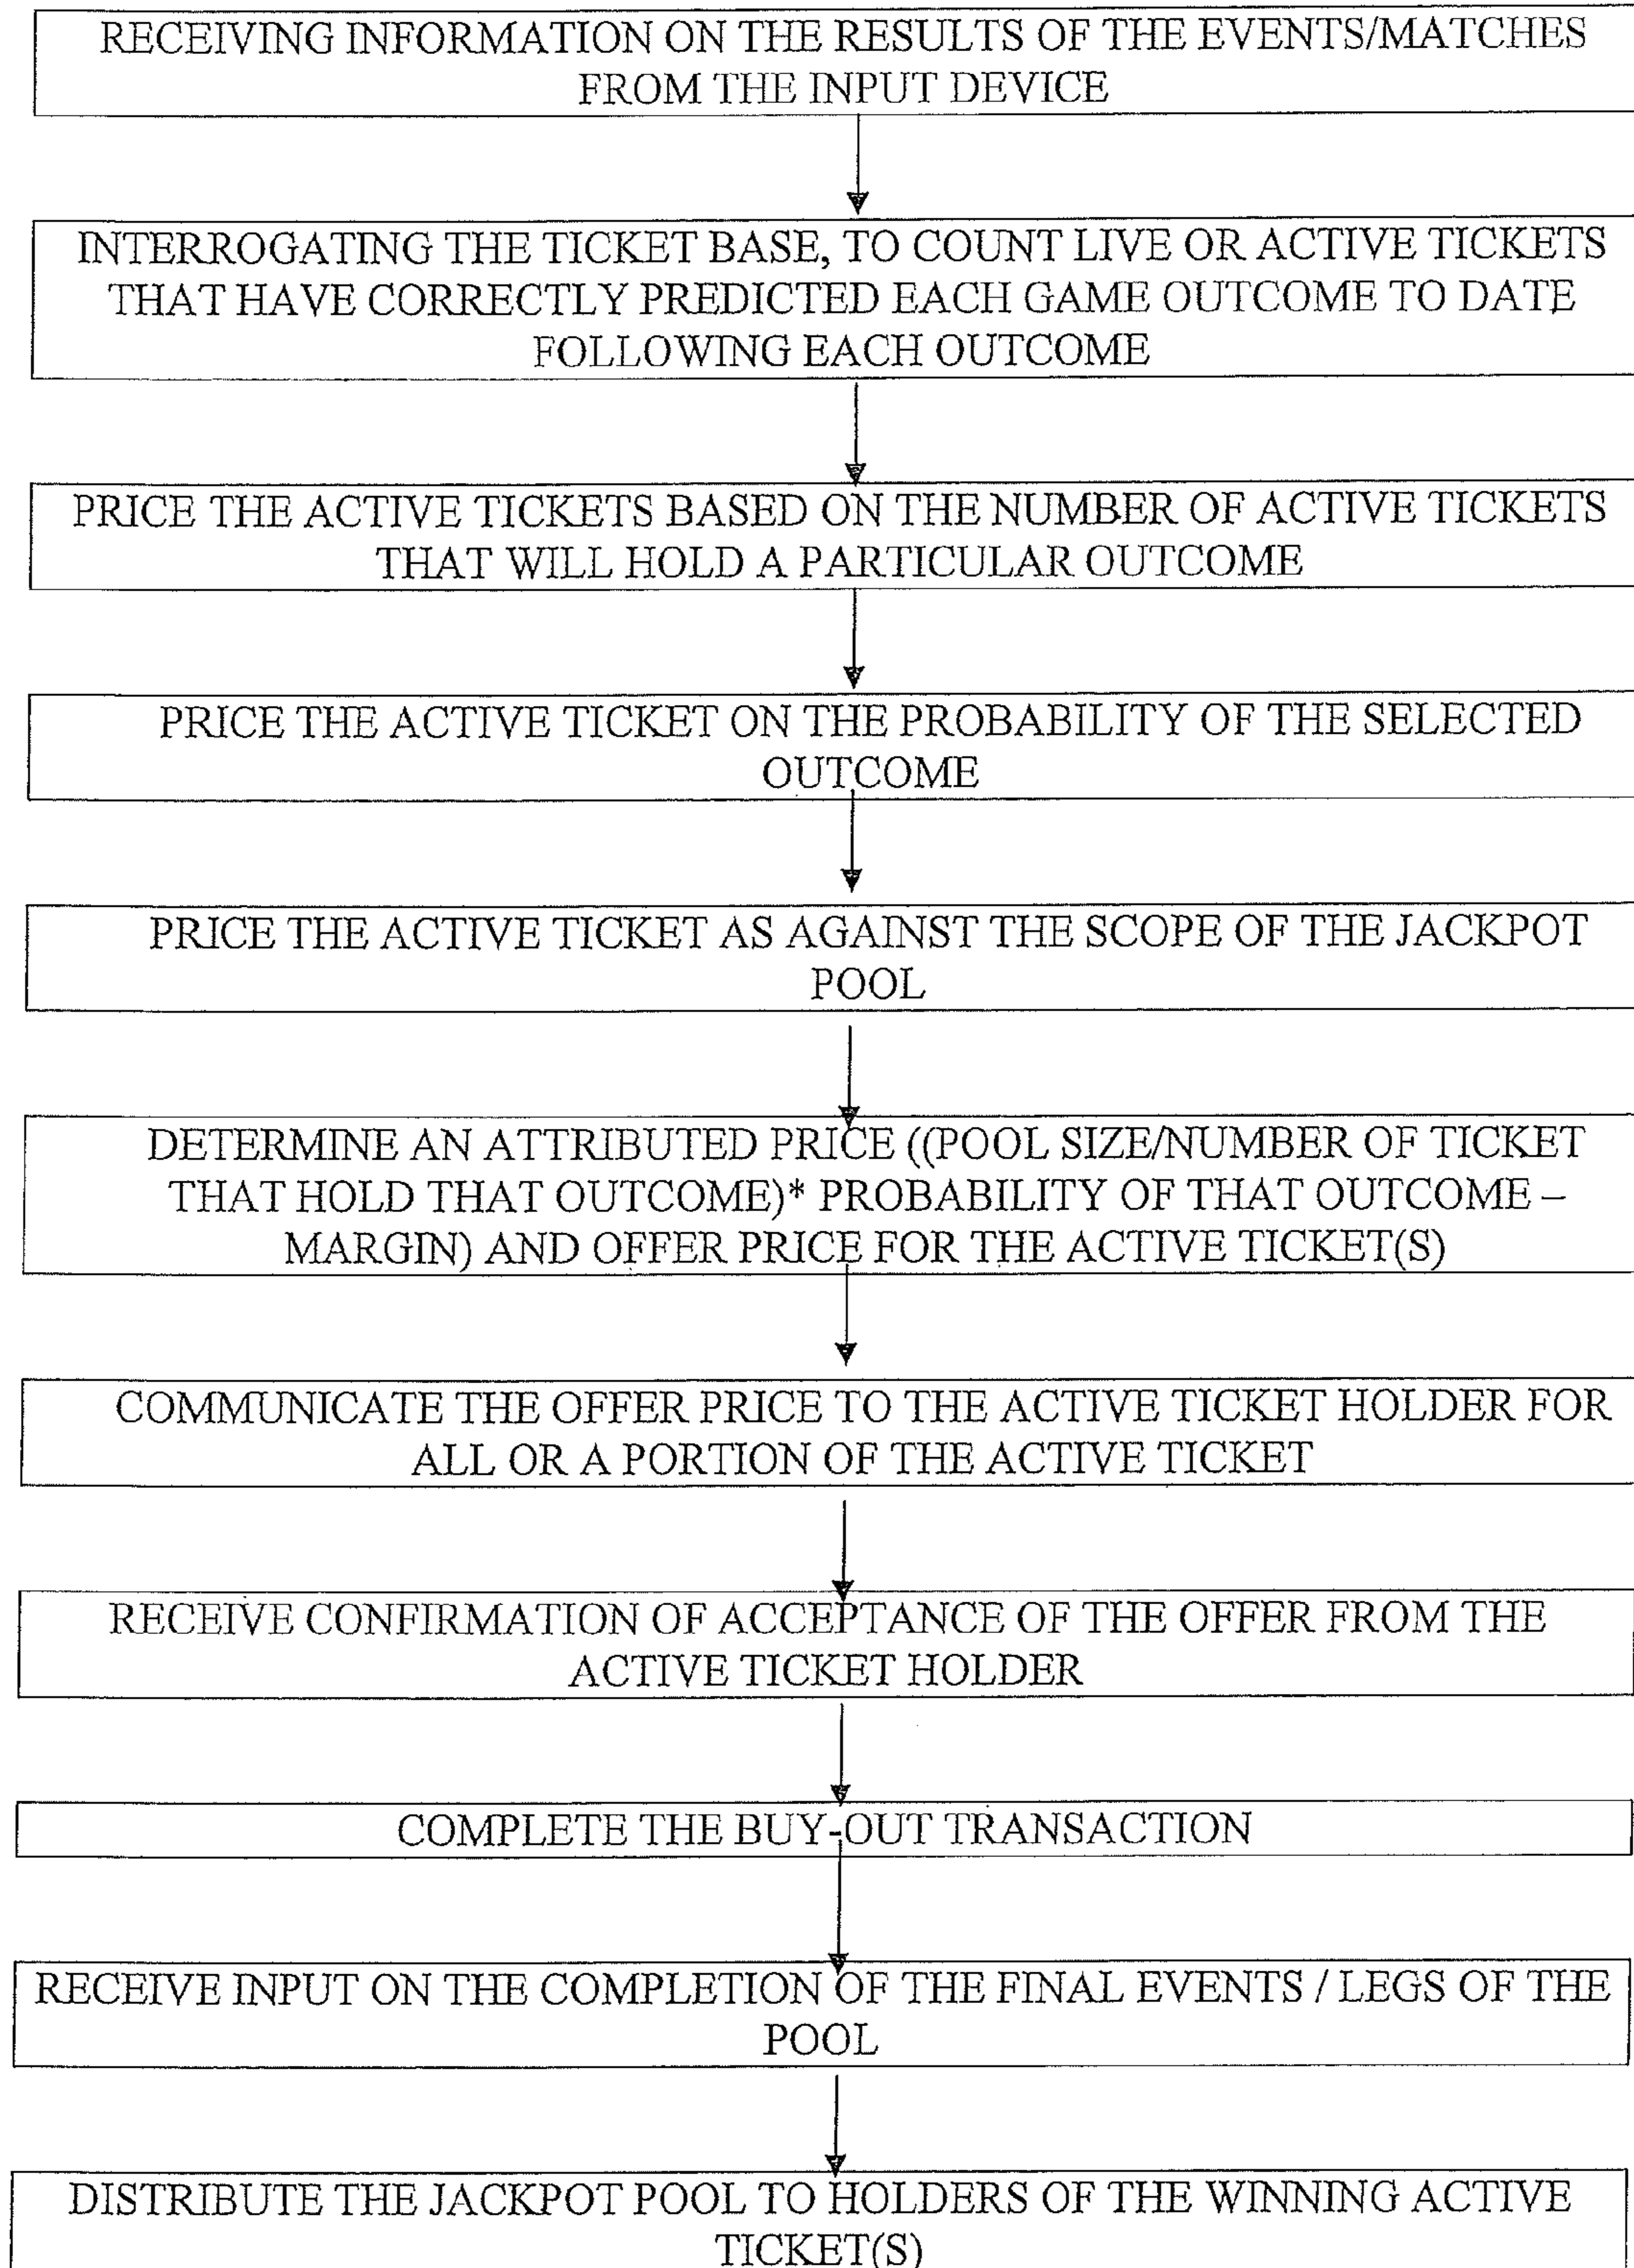 RECEIVING INFORMATION ON THE RESULTS OF THE EVENTS/MATCHES
FROM THE INPUT DEVICE
INTERROGATING THE TICKET BASE, TO COUNT LIVE OR ACTIVE TICKETS
THAT HAVE CORRECTLY PREDICTED EACH GAME OUTCOME TO DATE
FOLLOWING EACH OUTCOME
PRICE THE ACTIVE TICKETS BASED ON THE NUMBER OF ACTIVE TICKETS
THAT WILL HOLD A PARTICULAR OUTCOME
PRICE THE ACTIVE TICKET ON THE PROBABILITY OF THE SELECTED
OUTCOME
PRICE THE ACTIVE TICKET AS AGAINST THE SCOPE OF THE JACKPOT
POOL
DETERMINE AN ATTRIBUTED PRICE ((POOL SIZE/NUMBER OF TICKET
THAT HOLD THAT OUTCOME)* PROBABILITY OF THAT OUTCOME –
MARGIN) AND OFFER PRICE FOR THE ACTIVE TICKET(S)
COMMUNICATE THE OFFER PRICE TO THE ACTIVE TICKET HOLDER FOR
ALL OR A PORTION OF THE ACTIVE TICKET
RECEIVE CONFIRMATION OF ACCEPTANCE OF THE OFFER FROM THE
ACTIVE TICKET HOLDER
COMPLETE THE BUY-OUT TRANSACTION
RECEIVE INPUT ON THE COMPLETION OF THE FINAL EVENTS / LEGS OF THE
POOL
DISTRIBUTE THE JACKPOT POOL TO HOLDERS OF THE WINNING ACTIVE
TICKET(S)